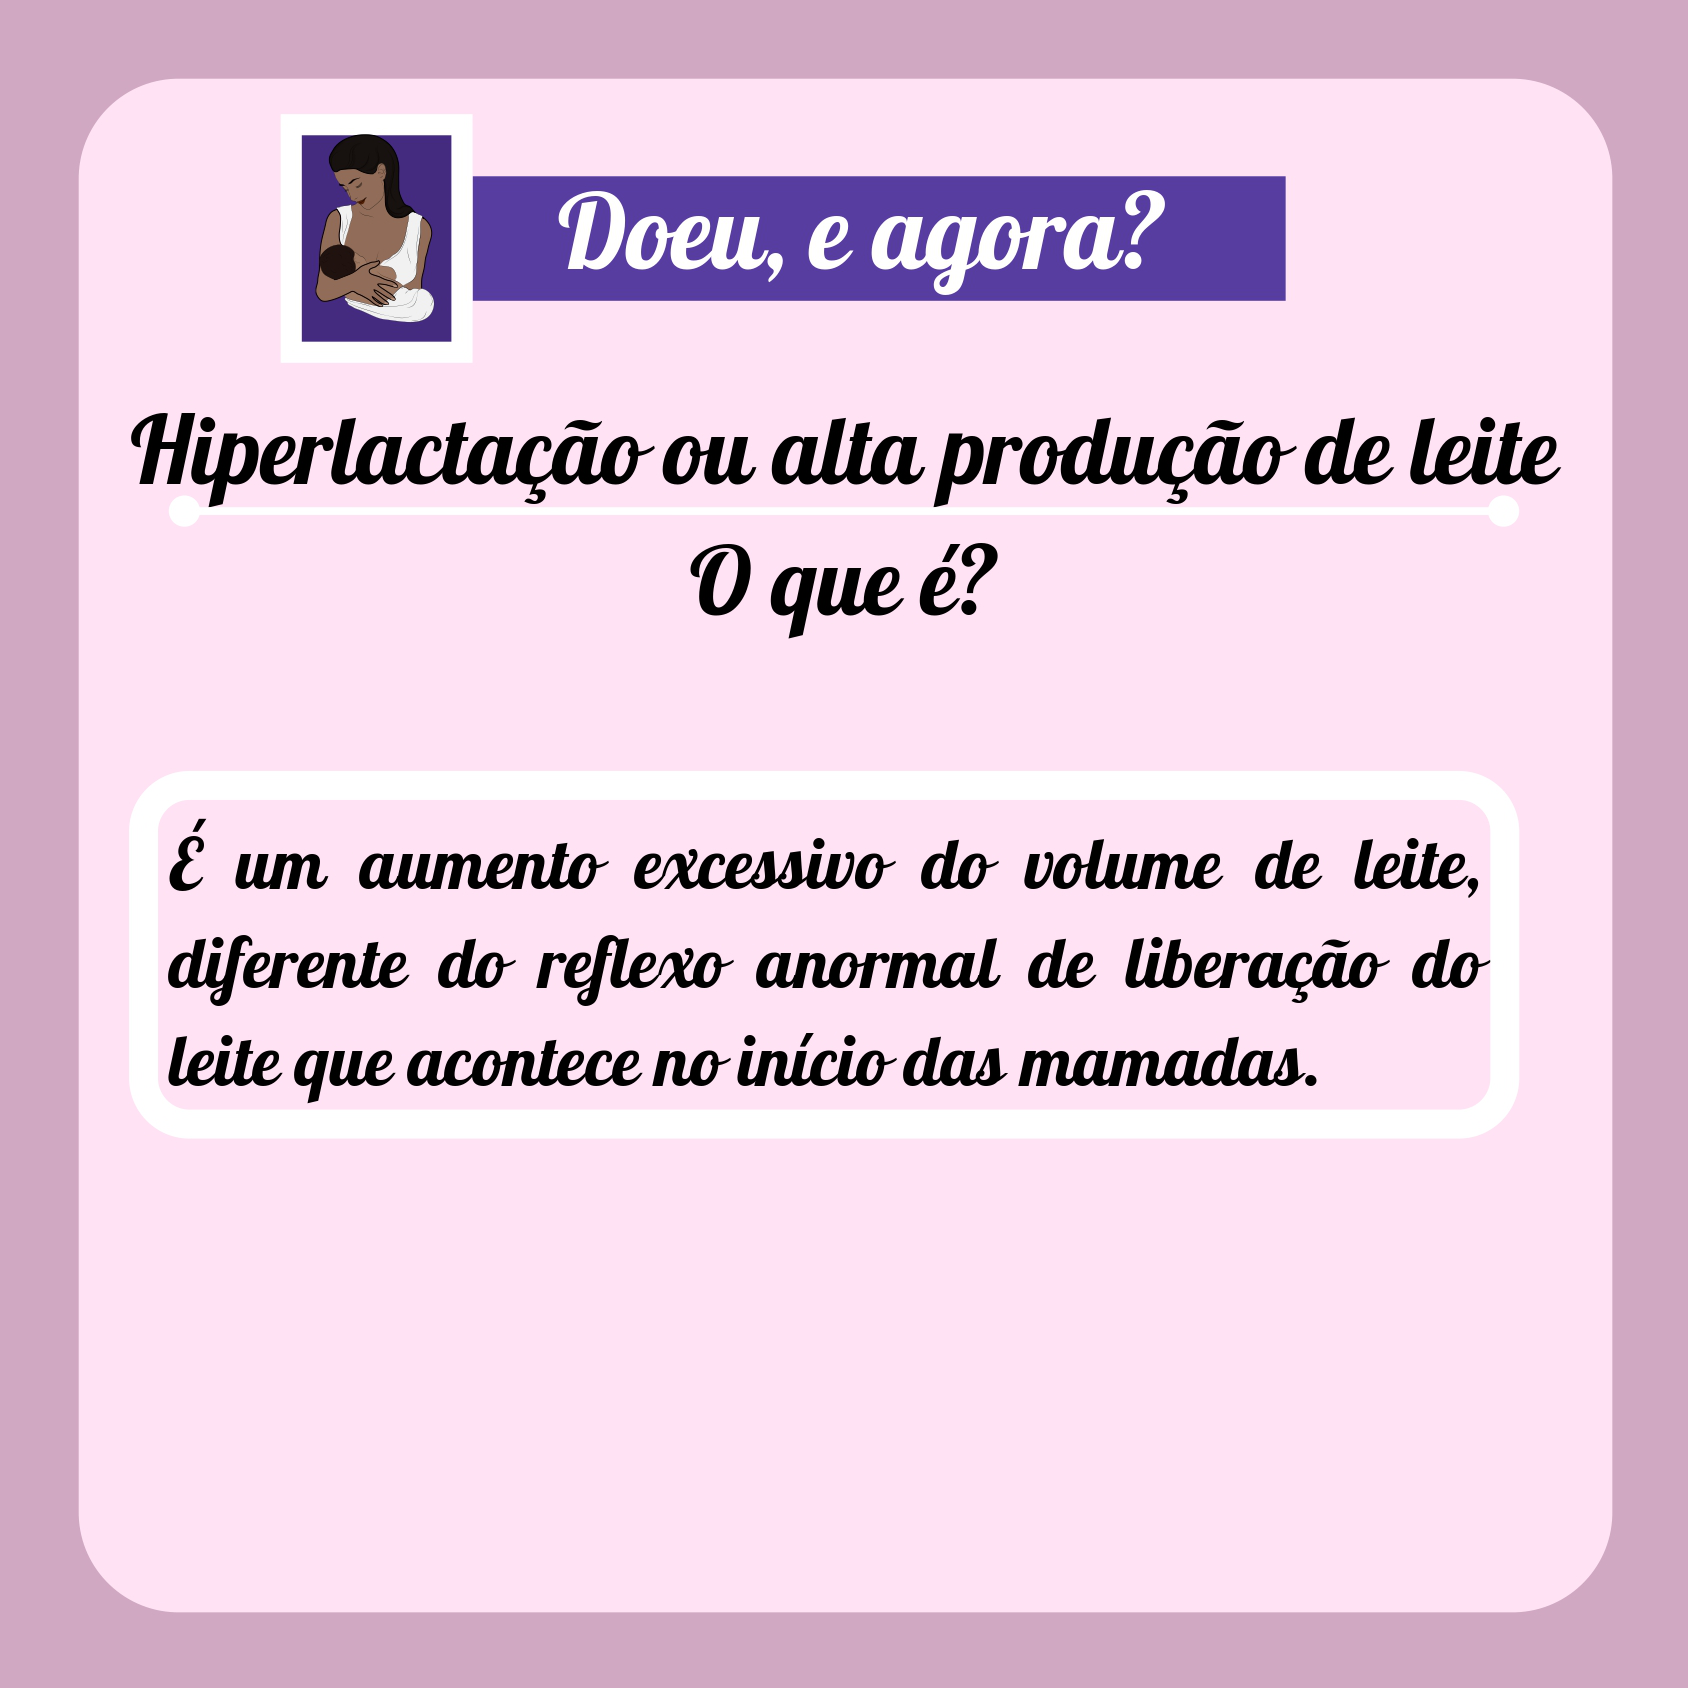 Doeu, e agora?
Hiperlactação ou alta produção de leite
O que é?
É um aumento excessivo do volume de leite,
diferente do reflexo anormal de liberação do
leite que acontece no início das mamadas.